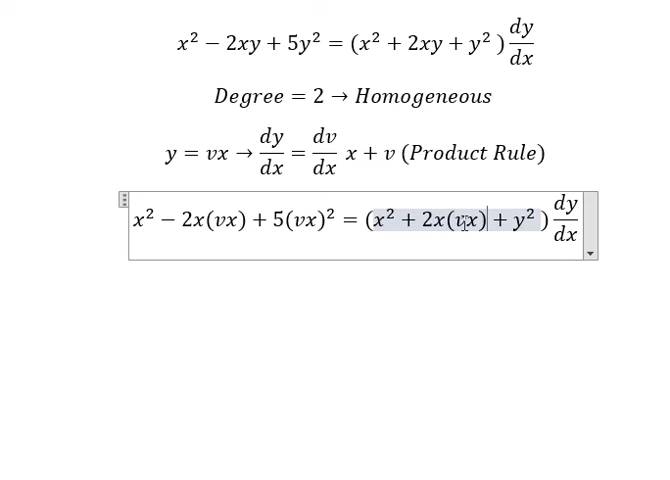 x² − 2xy + 5y² = (x² + 2xy + y² ) dy/dx
Degree = 2 → Homogeneous
y = vx → dy/dx = dv/dx x + v (Product Rule)
x² − 2x(vx) + 5(vx)² = (x² + 2x(vx) + y² ) dy/dx